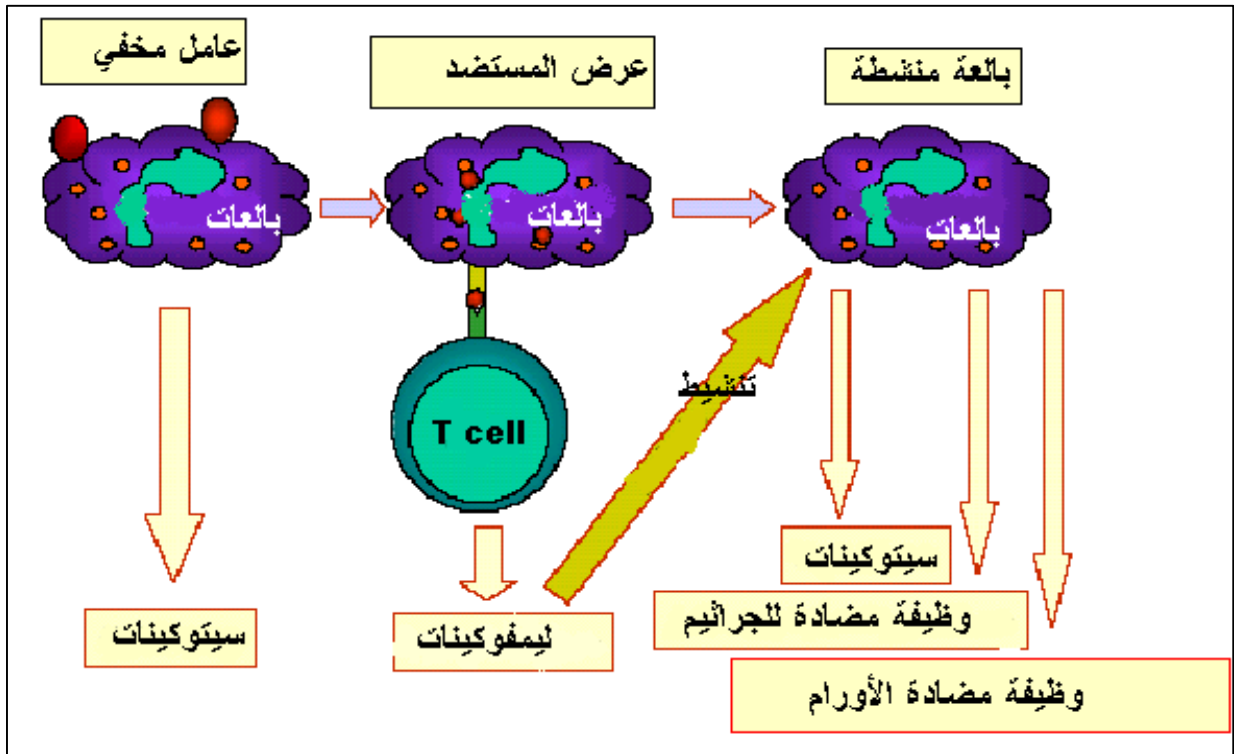 عامل مخفي
عرض المستضد
بالعة منشطة
بالعات
بالعات
بالعات
تنشيط
T cell
سيتوكينات
ليمفوكينات
سيتوكينات
وظيفة مضادة للجراثيم
وظيفة مضادة الأورام